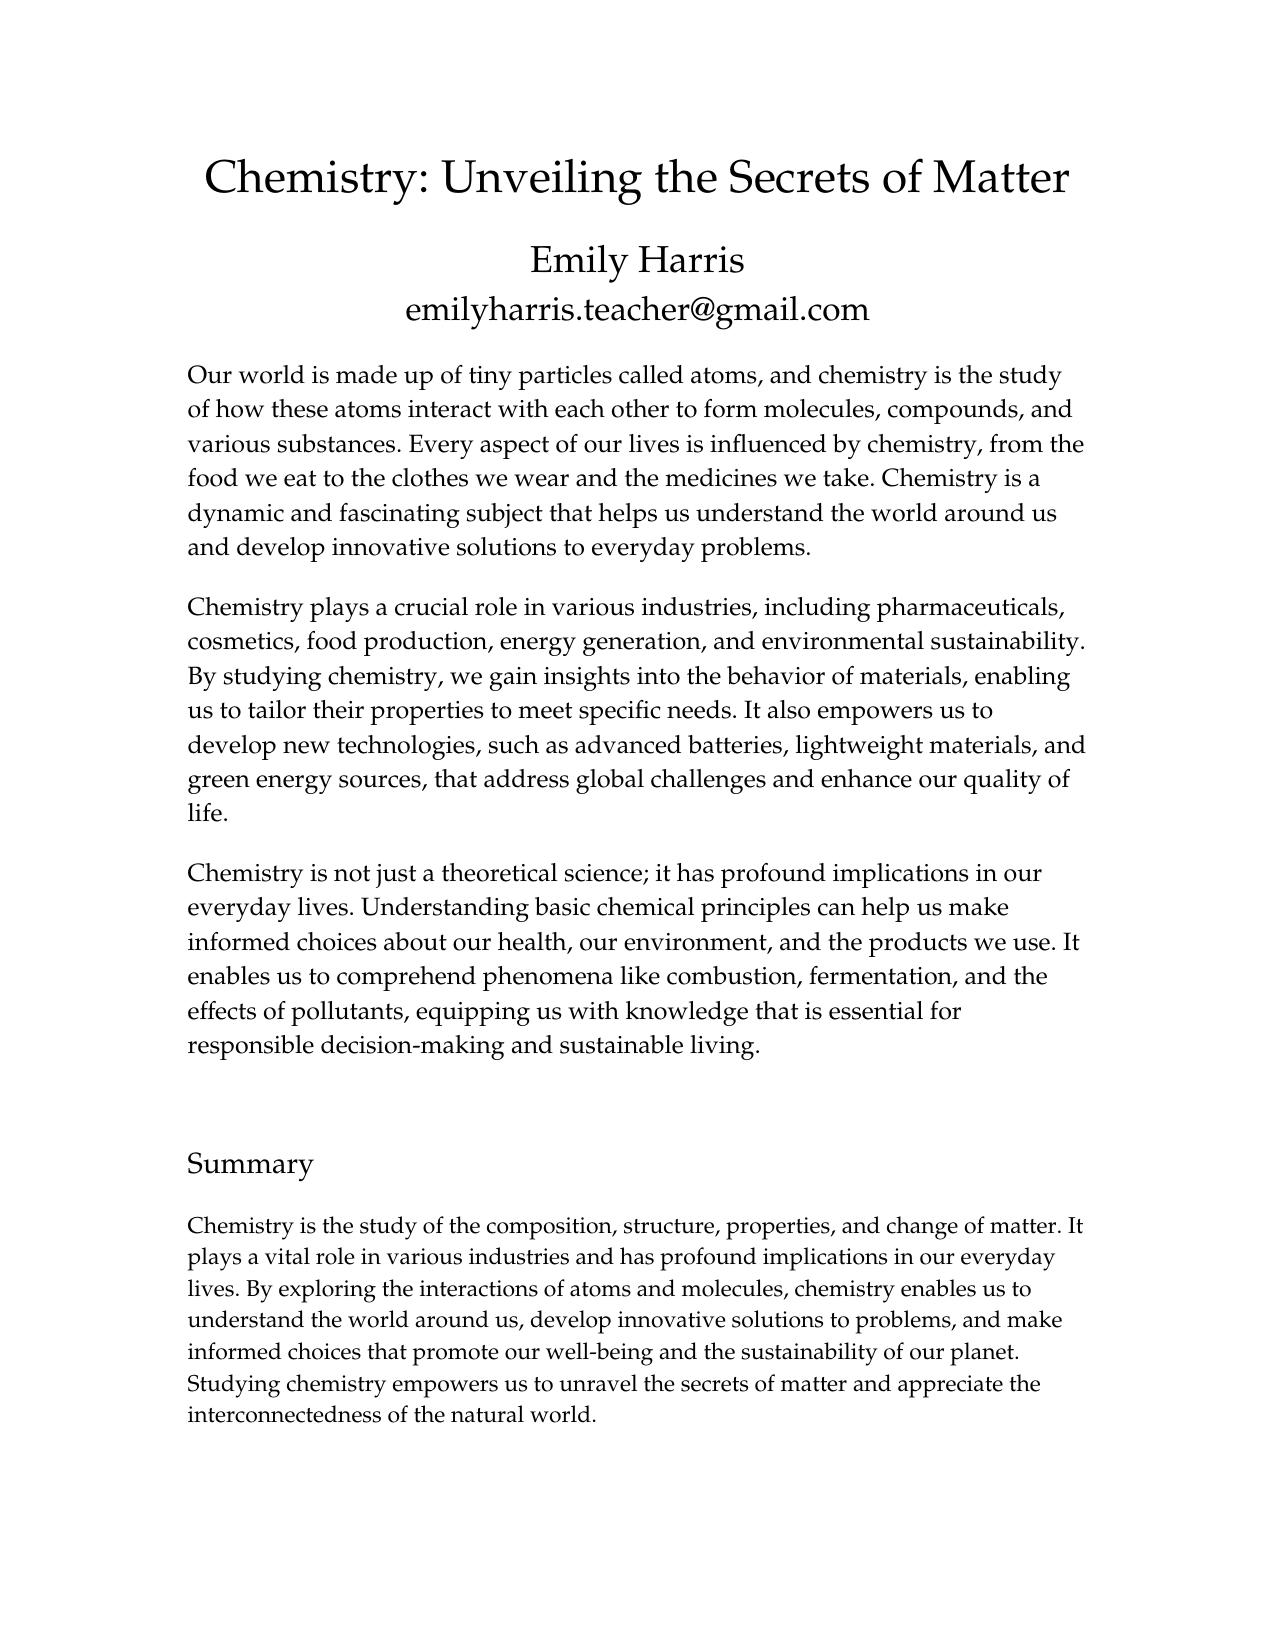 Chemistry: Unveiling the Secrets of Matter
Emily Harris
emilyharris.teacher@gmail.com
Our world is made up of tiny particles called atoms, and chemistry is the study
of how these atoms interact with each other to form molecules, compounds, and
various substances. Every aspect of our lives is influenced by chemistry, from the
food we eat to the clothes we wear and the medicines we take. Chemistry is a
dynamic and fascinating subject that helps us understand the world around us
and develop innovative solutions to everyday problems.
Chemistry plays a crucial role in various industries, including pharmaceuticals,
cosmetics, food production, energy generation, and environmental sustainability.
By studying chemistry, we gain insights into the behavior of materials, enabling
us to tailor their properties to meet specific needs. It also empowers us to
develop new technologies, such as advanced batteries, lightweight materials, and
green energy sources, that address global challenges and enhance our quality of
life.
Chemistry is not just a theoretical science; it has profound implications in our
everyday lives. Understanding basic chemical principles can help us make
informed choices about our health, our environment, and the products we use. It
enables us to comprehend phenomena like combustion, fermentation, and the
effects of pollutants, equipping us with knowledge that is essential for
responsible decision-making and sustainable living.
Summary
Chemistry is the study of the composition, structure, properties, and change of matter. It
plays a vital role in various industries and has profound implications in our everyday
lives. By exploring the interactions of atoms and molecules, chemistry enables us to
understand the world around us, develop innovative solutions to problems, and make
informed choices that promote our well-being and the sustainability of our planet.
Studying chemistry empowers us to unravel the secrets of matter and appreciate the
interconnectedness of the natural world.